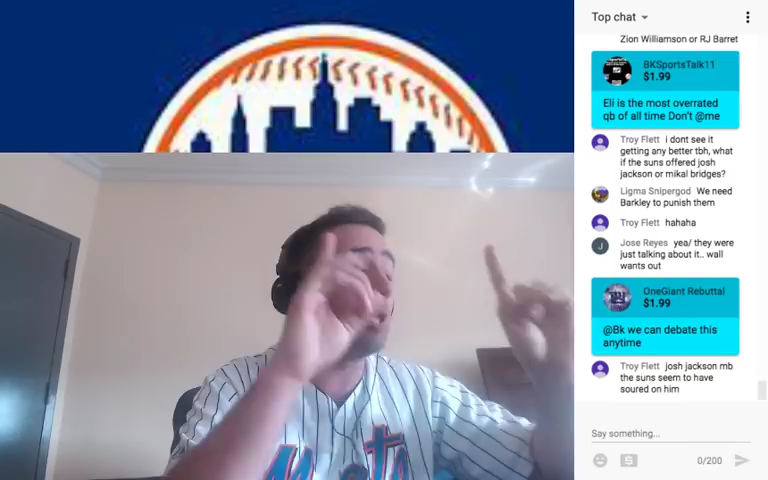 Top chat
Zion Williamson or RJ Barret
BKSportsTalk11
$1.99
Eli is the most overrated
qb of all time Don't @me
Troy Flett i dont see it
getting any better tbh, what
if the suns offered josh
jackson or mikal bridges?
Ligma Snipergod We need
Barkley to punish them
Troy Flett hahaha
J
Jose Reyes yea/ they were
just talking about it.. wall
wants out
OneGiant Rebuttal
$1.99
@Bk we can debate this
anytime
Troy Flett josh jackson mb
the suns seem to have
soured on him
Say something...
0/200
Mets